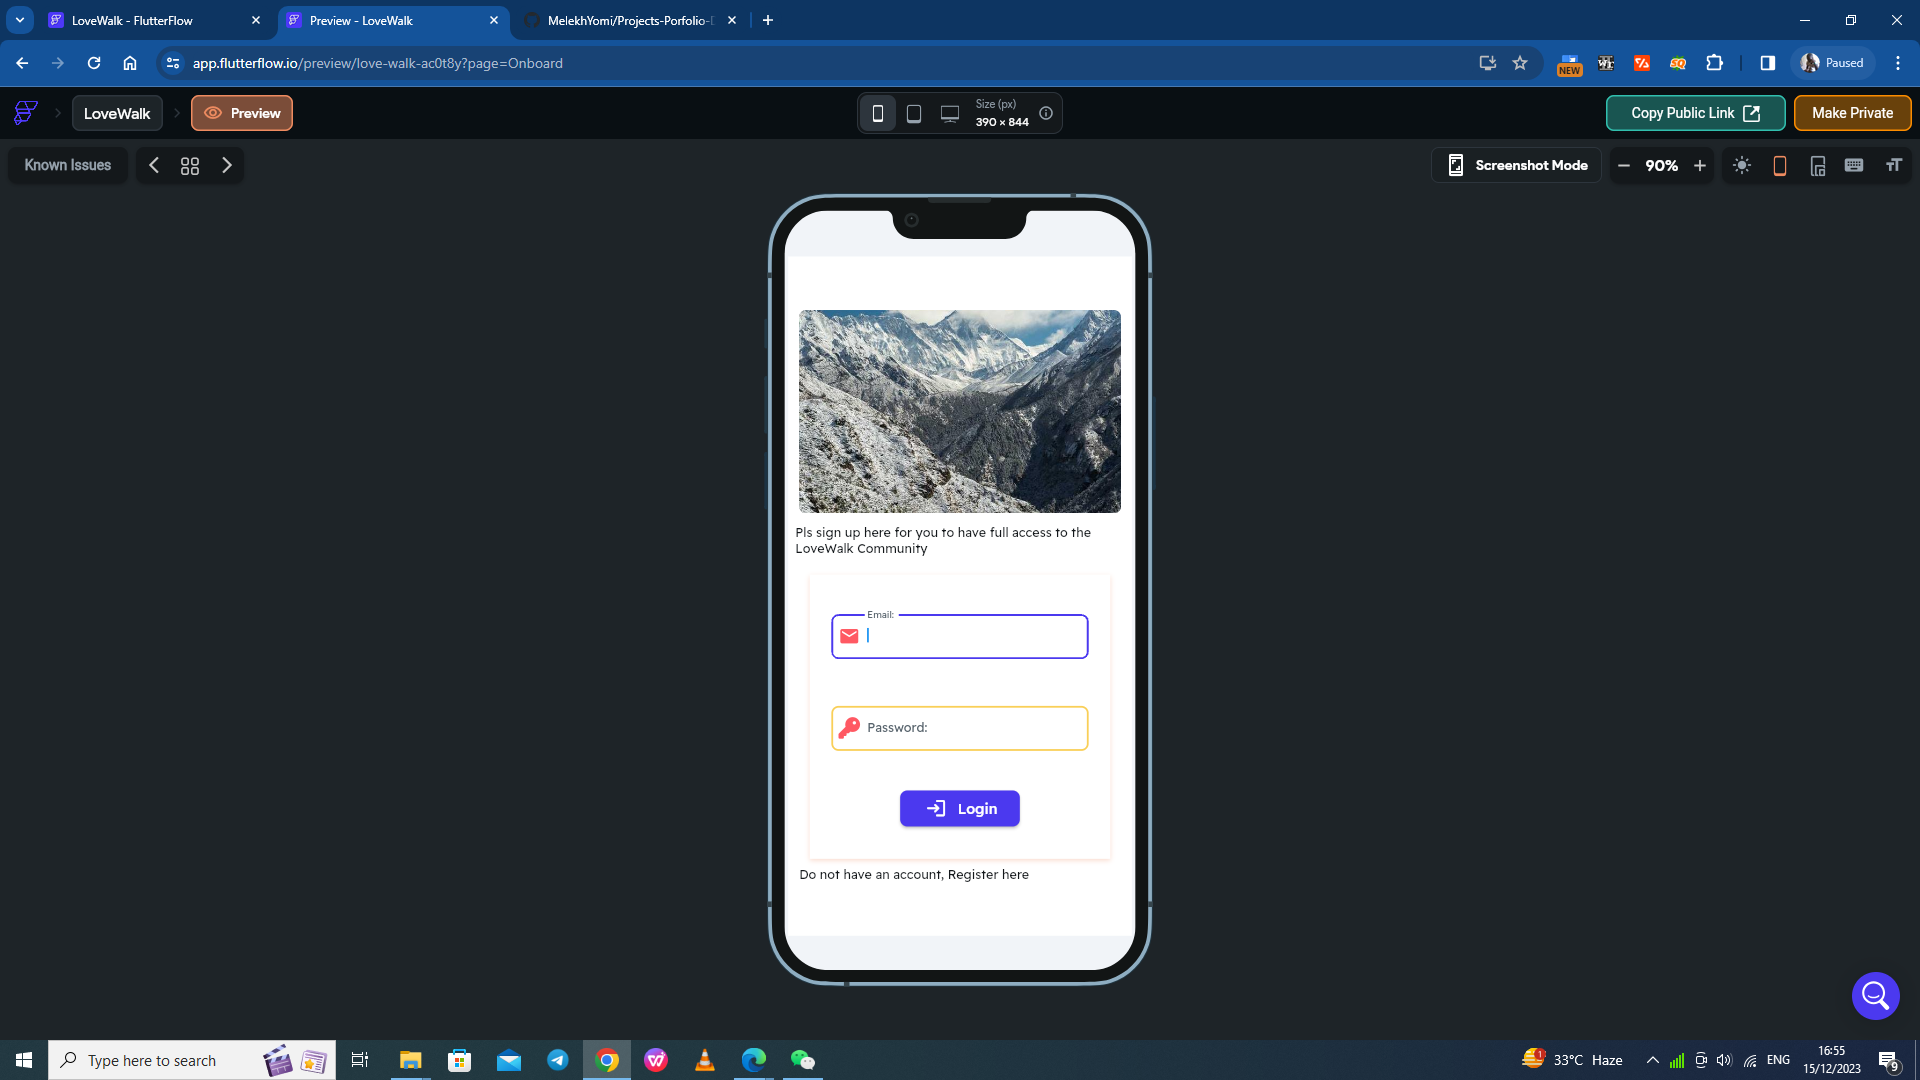 LoveWalk - FlutterFlow
Preview - LoveWalk
MelekhYomi/Projects-Porfolio-
app.flutterflow.io/preview/love-walk-ac0t8y?page=Onboard
NEW
Paused
LoveWalk
Preview
Size (px)
390 × 844
Copy Public Link
Make Private
Known Issues
Screenshot Mode
90%
Pls sign up here for you to have full access to the
LoveWalk Community
Email:
Password:
Login
Do not have an account, Register here
Type here to search
1
33°C Haze
ENG
16:55
15/12/2023
9